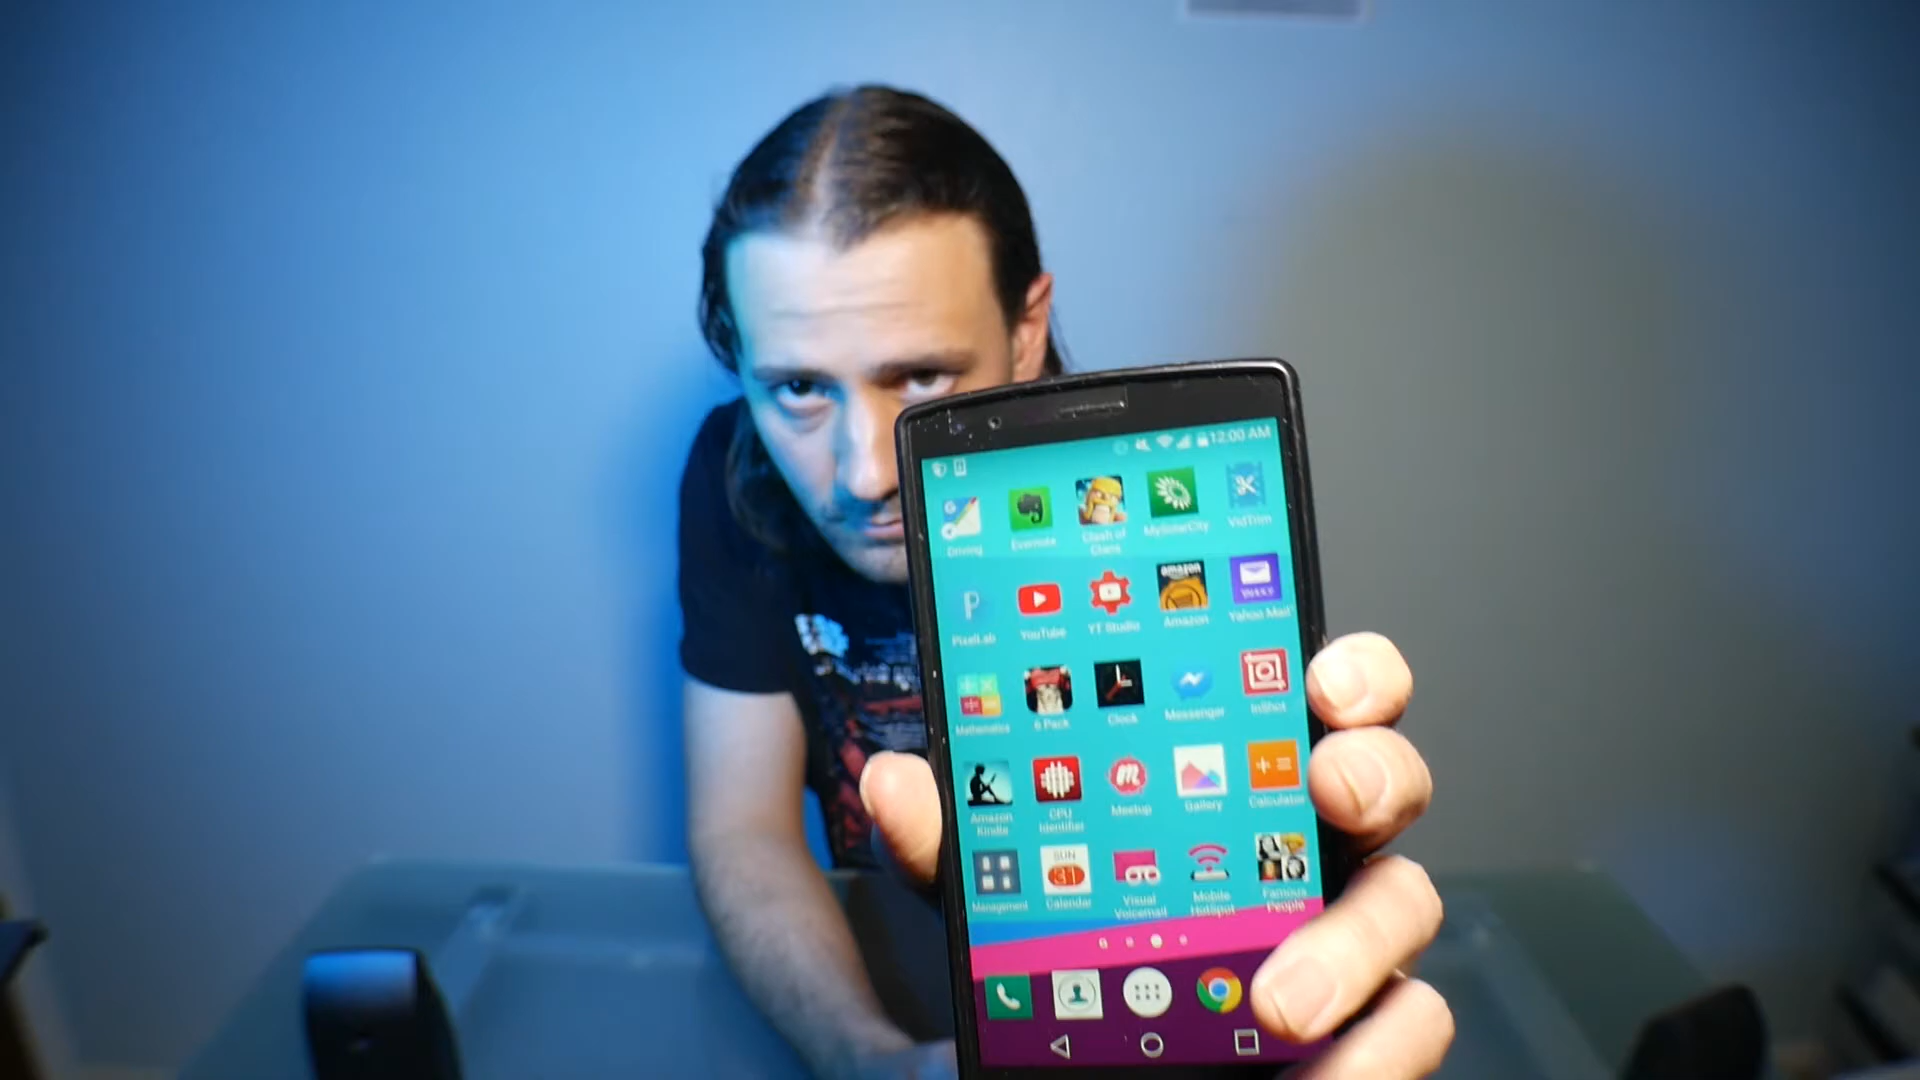 12:00 AM
Driving
Evernote
Clash of
Clans
MySolarCity
VidTrim
G
P
amazon
PixelLab
YouTube
YT Studio
Amazon
Yahoo Mail
Mathematics
6 Pack
Clock
Messenger
InShot
m
Amazon
Kindle
CPU
Identifier
Meetup
Gallery
Calculator
SUN
31
Management
Calendar
Visual
Voicemail
Mobile
HotSpot
Famous
People